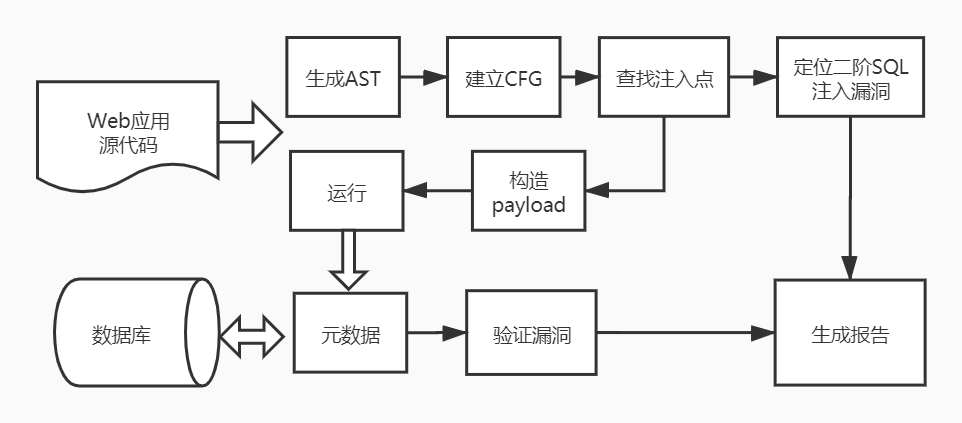 生成AST
建立CFG
查找注入点
定位二阶SQL
注入漏洞
Web应用
源代码
运行
构造
payload
数据库
元数据
验证漏洞
生成报告